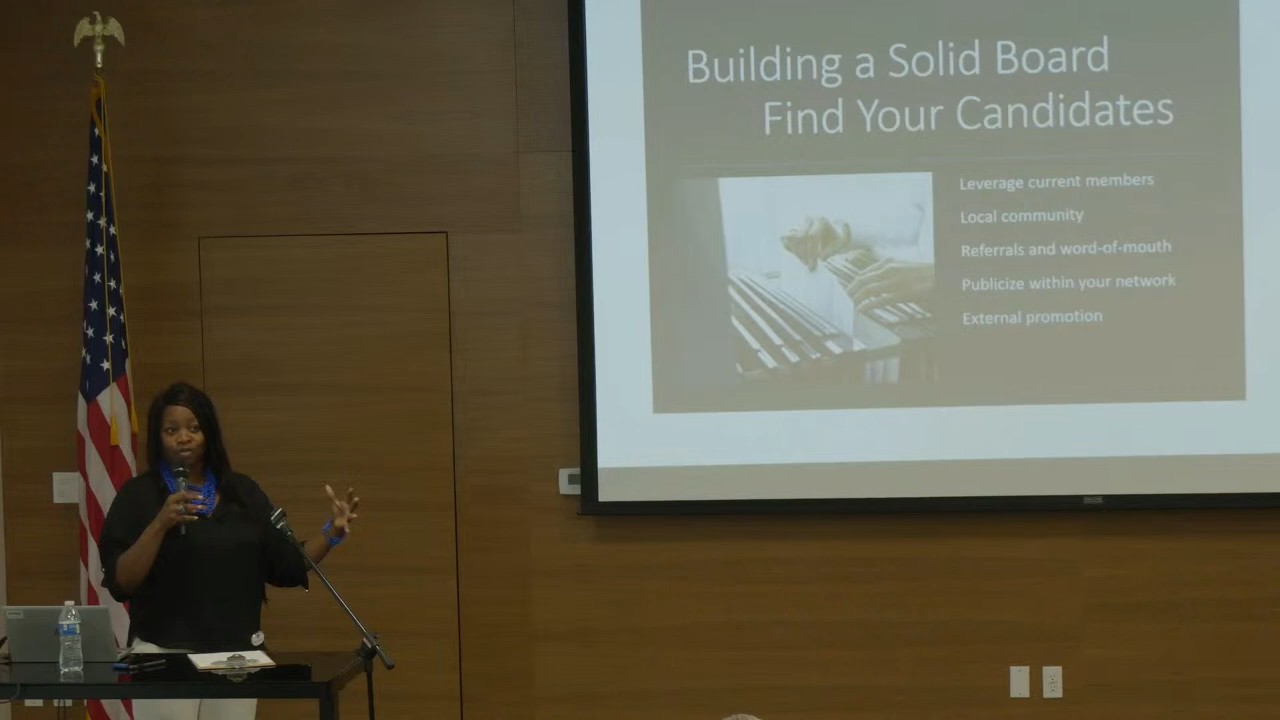 Building a Solid Board
Find Your Candidates
Leverage current members
Local community
Referrals and word-of-mouth
Publicize within your network
External promotion